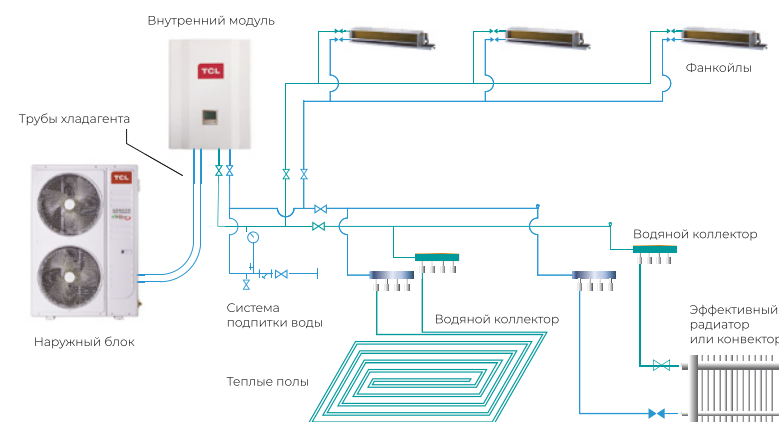 Внутренний модуль
TCL
Фанкойлы
Трубы хладагента
TCL
Водяной коллектор
Система
подпитки воды
Водяной коллектор
Эффективный
радиатор
или конвектор
Наружный блок
Теплые полы